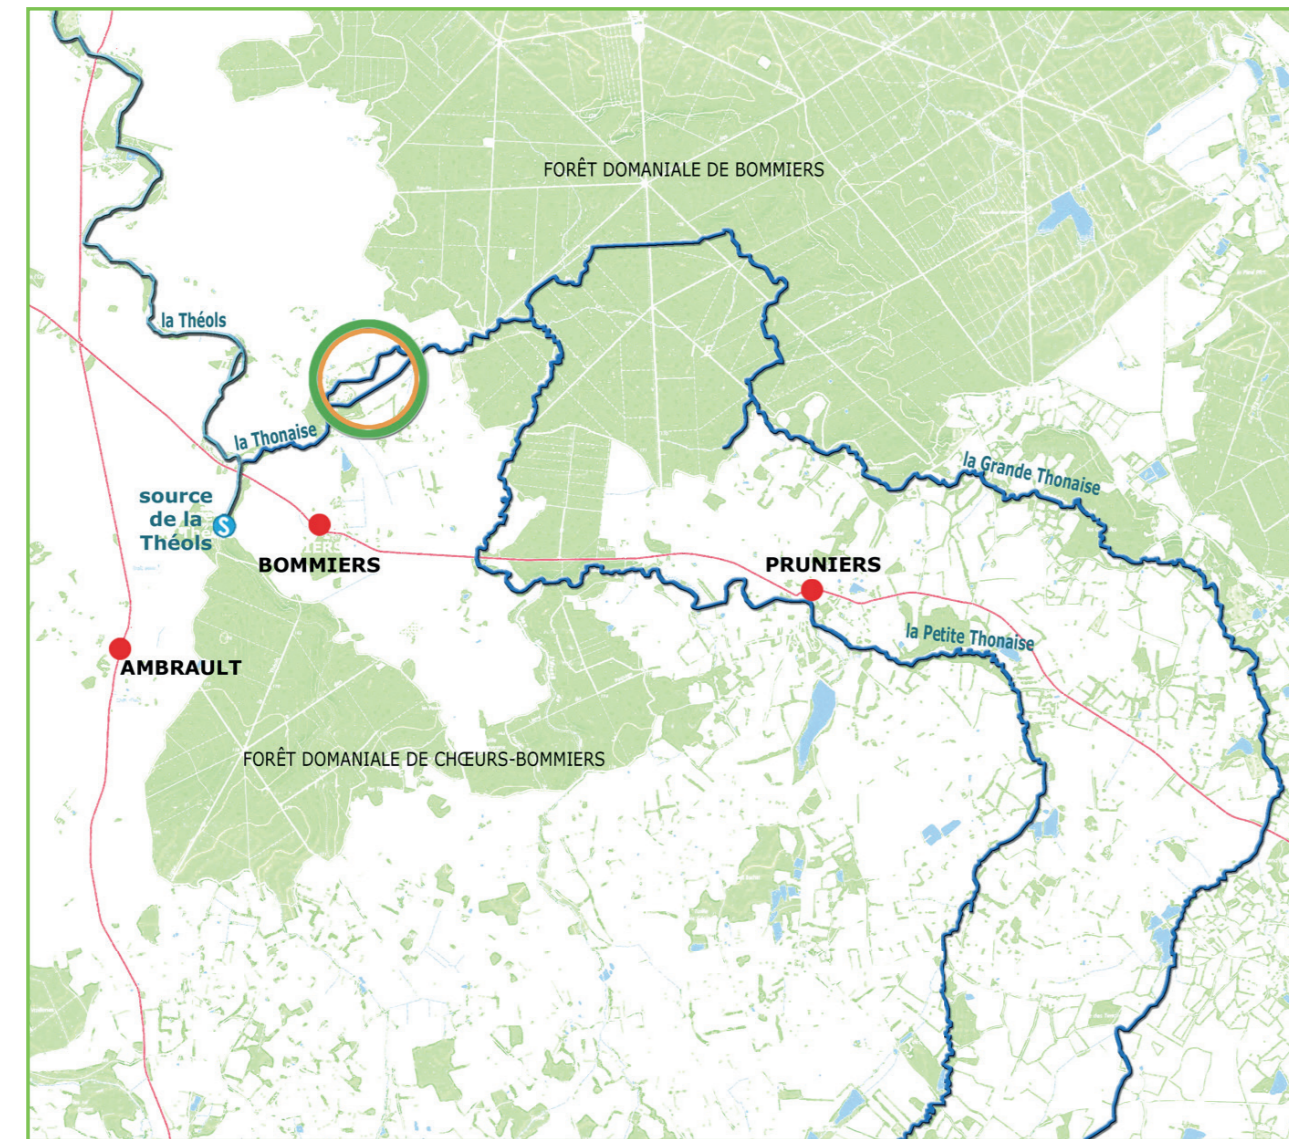 FORÊT DOMANIALE DE BOMMIERS
la Théols
la Thonaise
la Grande Thonaise
source
de la
Théols
S
BOMMIERS
PRUNIERS
la Petite Thonaise
AMBRAULT
FORÊT DOMANIALE DE CHŒURS-BOMMIERS